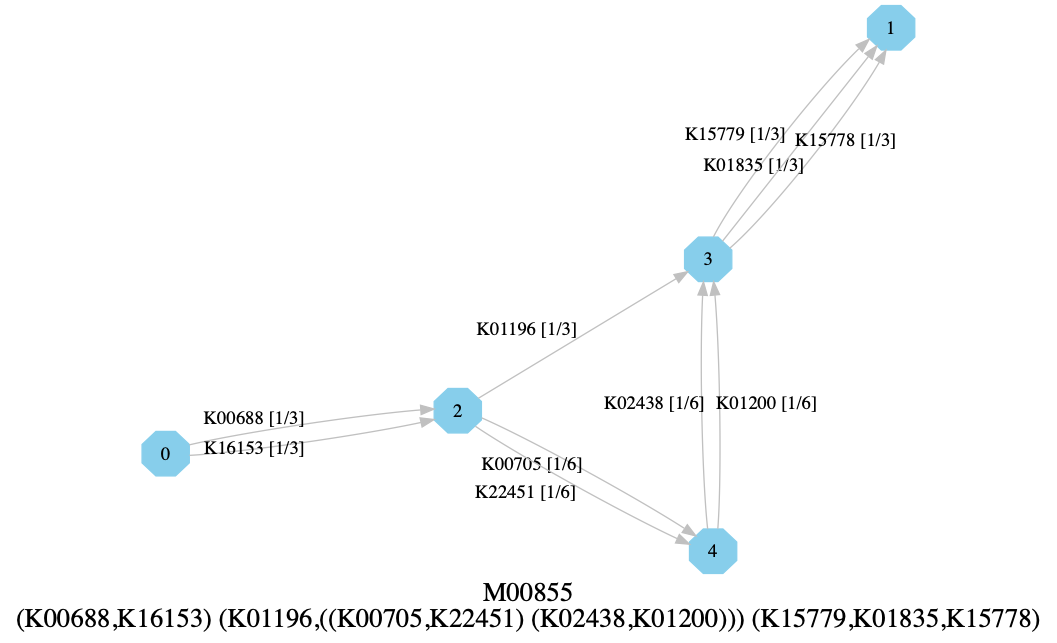 1
K15779 [1/3]
K15778 [1/3]
K01835 [1/3]
3
K01196 [1/3]
K02438 [1/6]
K01200 [1/6]
2
K00688 [1/3]
K16153 [1/3]
0
K00705 [1/6]
K22451 [1/6]
4
M00855
(K00688,K16153) (K01196,((K00705,K22451) (K02438,K01200))) (K15779,K01835,K15778)